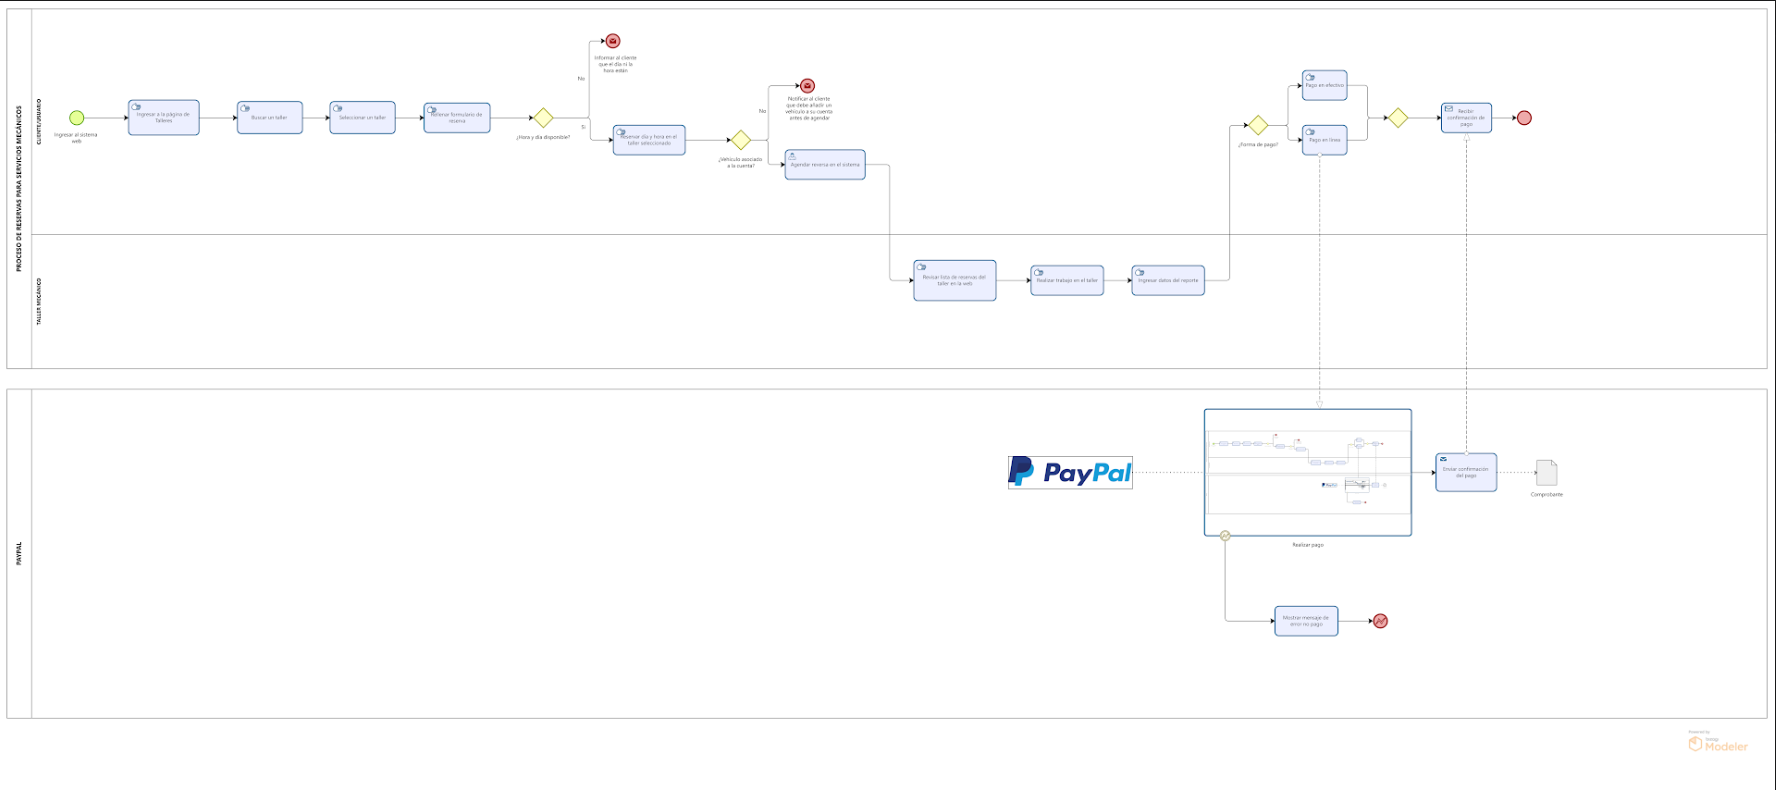 PROCESO DE RESERVAS PARA SERVICIOS MECÁNICOS
CLIENTE/USUARIO
Ingresar al sistema
web
Ingresar a la página de
Talleres
Buscar un taller
Seleccionar un taller
Rellenar formulario de
reserva
¿Hora y día disponible?
No
Informar al cliente
que el día ni la
hora están
Si
Reservar día y hora en el
taller seleccionado
¿Vehículo asociado
a la cuenta?
No
Notificar al cliente
que debe añadir un
vehículo a su cuenta
antes de agendar
Agendar reserva en el sistema
¿Forma de pago?
Pago en efectivo
Pago en línea
Recibir
confirmación de
pago
TALLER MECÁNICO
Revisar lista de reservas del
taller en la web
Realizar trabajo en el taller
Ingresar datos del reporte
PAYPAL
PayPal
Realizar pago
Enviar confirmación
del pago
Comprobante
Mostrar mensaje de
error no pago
Powered by
bizagi
Modeler